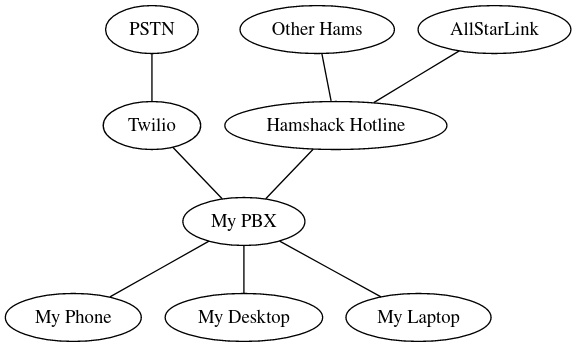 PSTN
Other Hams
AllStarLink
Twilio
Hamshack Hotline
My PBX
My Phone
My Desktop
My Laptop